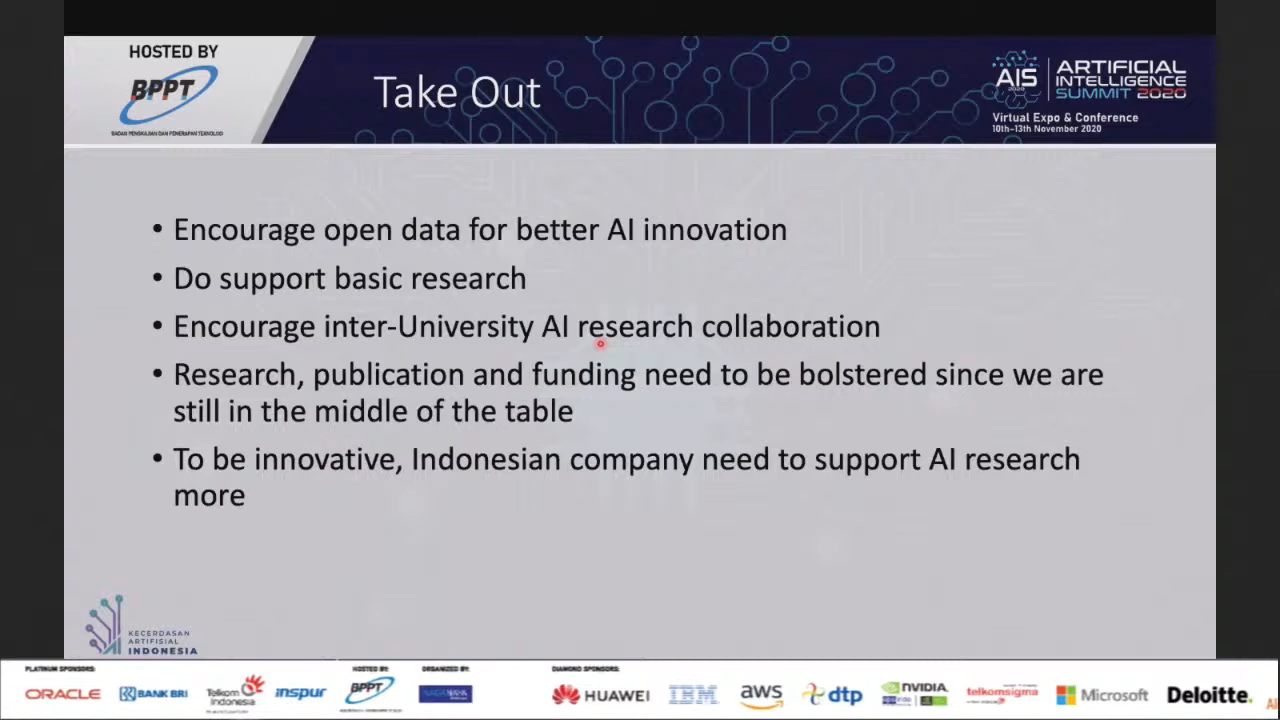 HOSTED BY
BPPT
BADAN PENGKAJIAN DAN PENERAPAN TEKNOLOGI
Take Out
AIS
2020
ARTIFICIAL
INTELLIGENCE
SUMMIT 2020
Virtual Expo & Conference
10th-13th November 2020
• Encourage open data for better AI innovation
• Do support basic research
• Encourage inter-University AI research collaboration
• Research, publication and funding need to be bolstered since we are
still in the middle of the table
• To be innovative, Indonesian company need to support AI research
more
KECERDASAN
ARTIFISIAL
INDONESIA
PLATINUM SPONSORS:
HOSTED BY:
ORGANIZED BY:
DIAMOND SPONSORS:
ORACLE
BANK BRI
Telkom
Indonesia
inspur
BPPT
HUAWEI
IBM
aws
dtp
NVIDIA
telkomsigma
Microsoft
Deloitte.